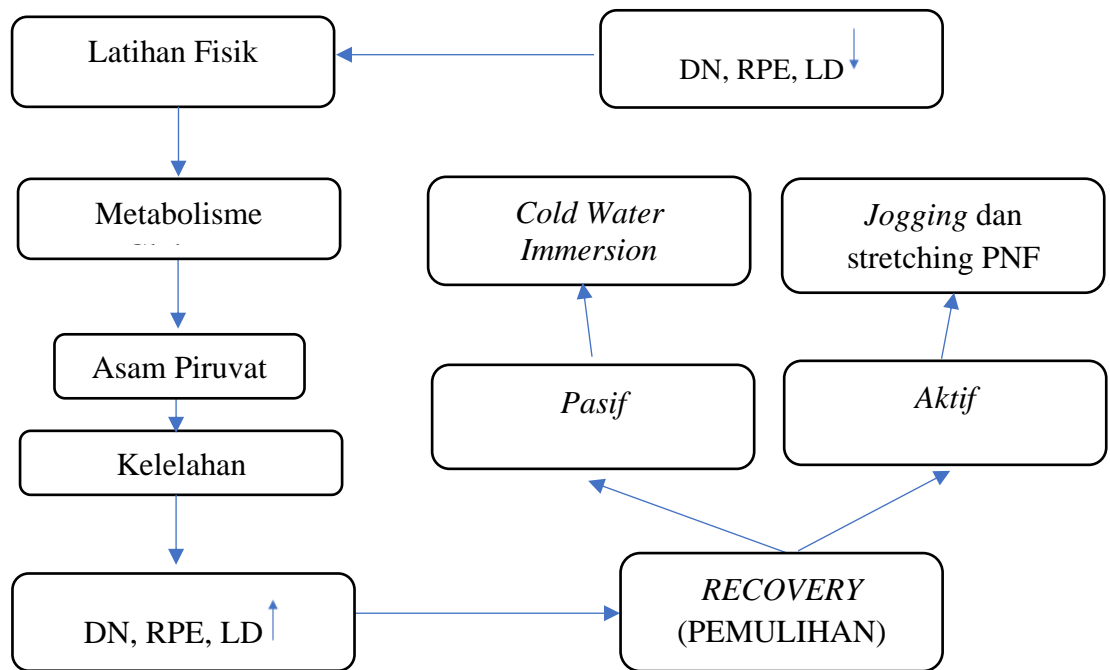 Latihan Fisik
DN, RPE, LD
Metabolisme
Cold Water
Immersion
Jogging dan
stretching PNF
Asam Piruvat
Pasif
Aktif
Kelelahan
DN, RPE, LD
RECOVERY
(PEMULIHAN)